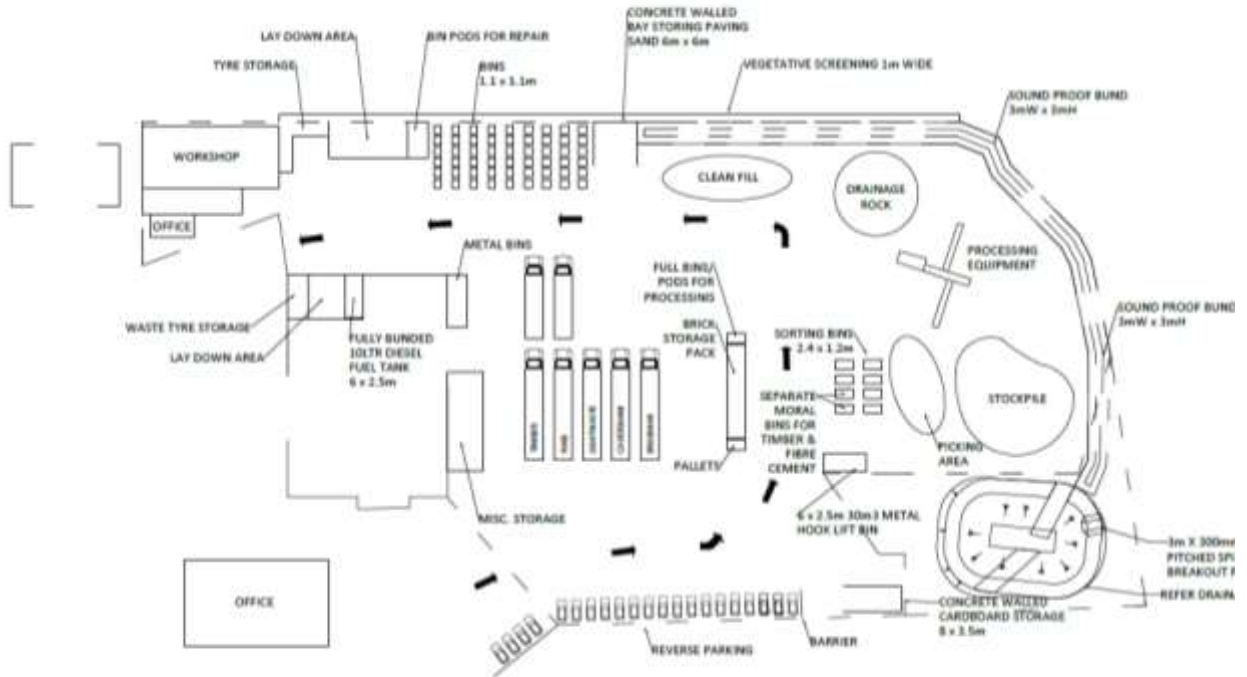 CONCRETE WALLED
BAY STORING PAVING
SAND 6m x 6m
LAY DOWN AREA
BIN PODS FOR REPAIR
TYRE STORAGE
BINS
1.1 x 1.1m
VEGETATIVE SCREENING 1m WIDE
SOUND PROOF BUND
3mW x 3mH
WORKSHOP
CLEAN FILL
DRAINAGE
ROCK
OFFICE
METAL BINS
FULL BINS/
PODS FOR
PROCESSING
PROCESSING
EQUIPMENT
WASTE TYRE STORAGE
LAY DOWN AREA
FULLY BUNDED
10LTR DIESEL
FUEL TANK
6 x 2.5m
BRICK
STORAGE
PACK
SORTING BINS
2.4 x 1.2m
SOUND PROOF BUND
3mW x 3mH
SEPARATE
MORAL
BINS FOR
TIMBER &
FIBRE
CEMENT
STOCKPILE
PICKING
AREA
PALLETS
MISC. STORAGE
6 x 2.5m 30m3 METAL
HOOK LIFT BIN
3m X 300mm
PITCHED
BREAKOUT
REFER
OFFICE
CONCRETE WALLED
CARDBOARD STORAGE
8 x 3.5m
REVERSE PARKING
BARRIER